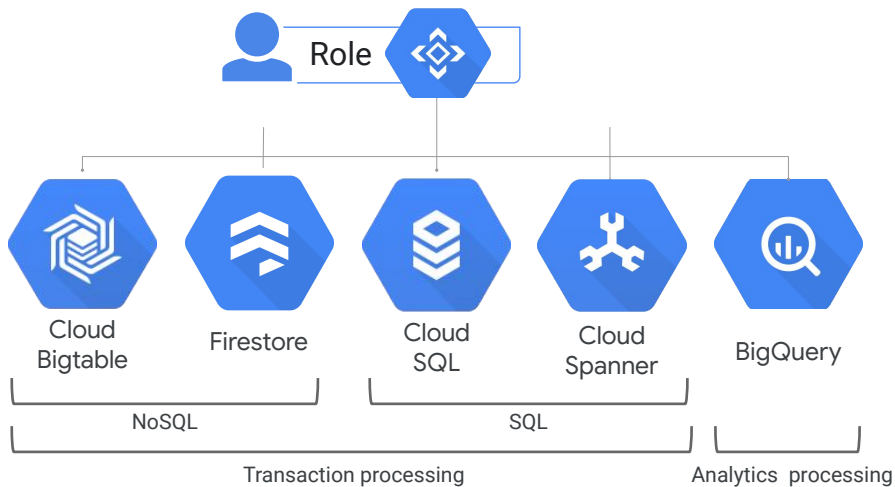 Role
Cloud
Bigtable
Firestore
Cloud
SQL
Cloud
Spanner
BigQuery
NoSQL
SQL
Transaction processing
Analytics processing